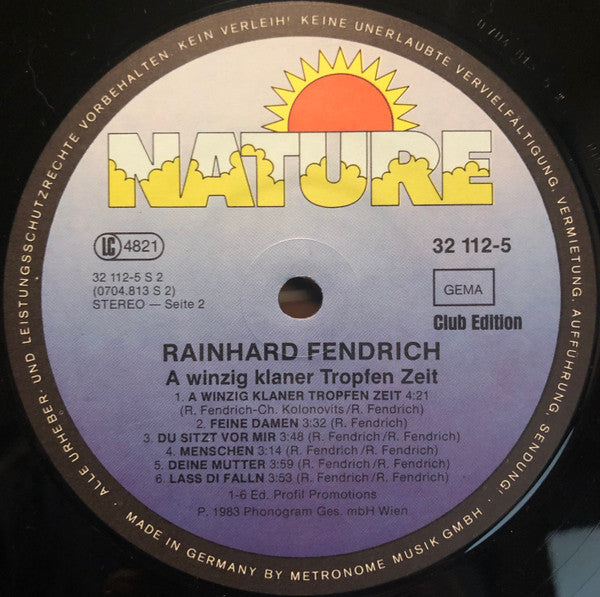 · ALLE URHEBER- UND LEISTUNGSSCHUTZRECHTE VORBEHALTEN. KEIN VERLEIH! KEINE UNERLAUBTE VERVIELFÄLTIGUNG, VERMIETUNG, AUFFÜHRUNG, SENDUNG! ·
NATURE
LC 4821
32 112-5
32 112-5 S 2
(0704.813 S 2)
STEREO — Seite 2
GEMA
Club Edition
RAINHARD FENDRICH
A winzig klaner Tropfen Zeit
1. A WINZIG KLANER TROPFEN ZEIT 4:21
(R. Fendrich-Ch. Kolonovits/R. Fendrich)
2. FEINE DAMEN 3:32 (R. Fendrich)
3. DU SITZT VOR MIR 3:48 (R. Fendrich/R. Fendrich)
4. MENSCHEN 3:14 (R. Fendrich/R. Fendrich)
5. DEINE MUTTER 3:59 (R. Fendrich/R. Fendrich)
6. LASS DI FALLN 3:53 (R. Fendrich/R. Fendrich)
1-6 Ed. Profil Promotions
P. 1983 Phonogram Ges. mbH Wien
MADE IN GERMANY BY METRONOME MUSIK GMBH